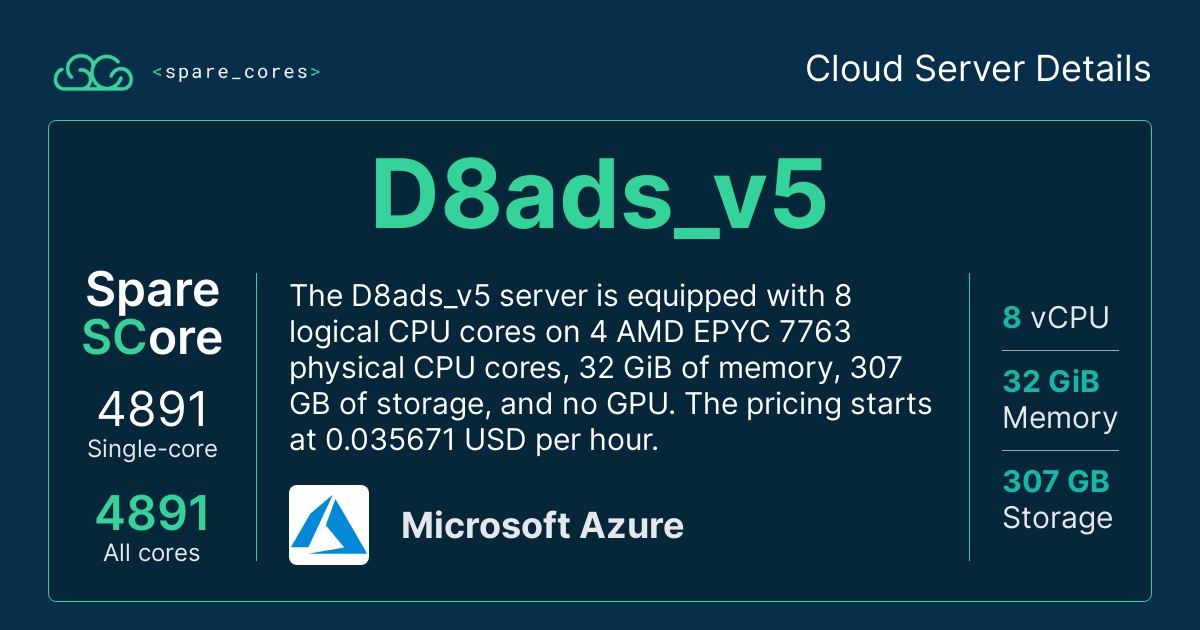 <spare_cores>
Cloud Server Details
D8ads_v5
Spare
SCore
4891
Single-core
4891
All cores
The D8ads_v5 server is equipped with 8
logical CPU cores on 4 AMD EPYC 7763
physical CPU cores, 32 GiB of memory, 307
GB of storage, and no GPU. The pricing starts
at 0.035671 USD per hour.
Microsoft Azure
8 vCPU
32 GiB
Memory
307 GB
Storage